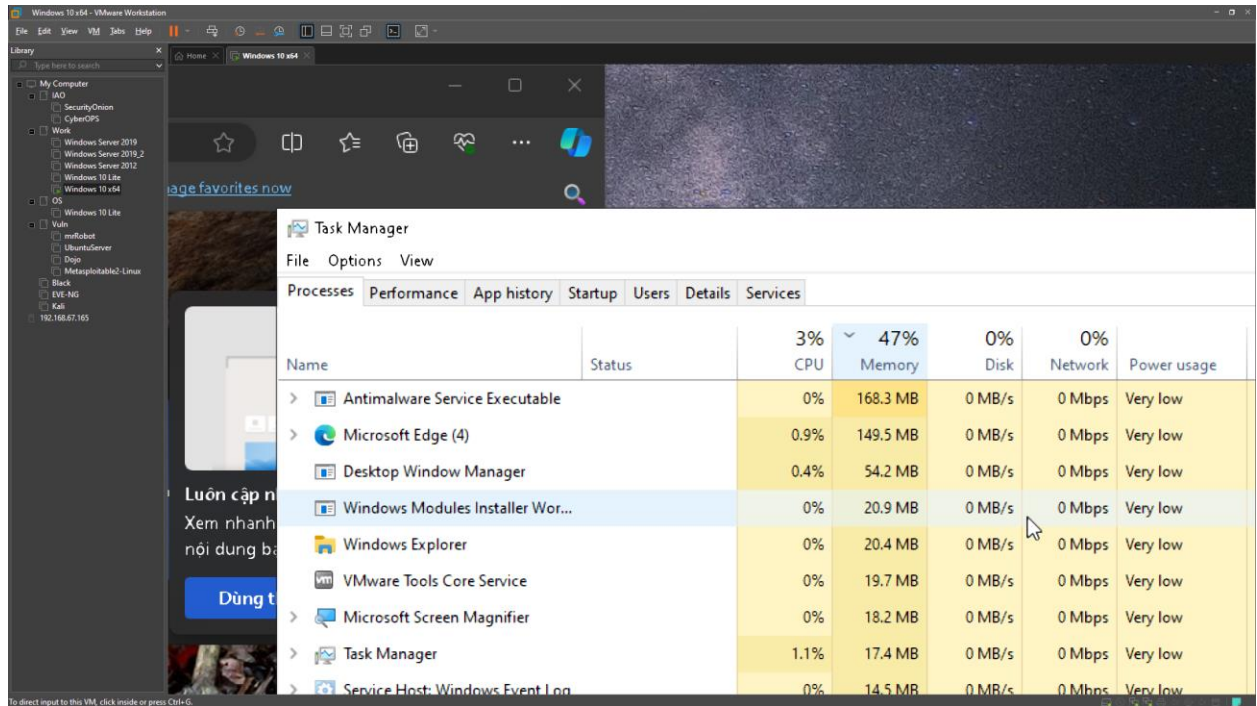 Windows 10 x64 - VMware Workstation
File Edit View VM Tabs Help
Library
Type here to search
Home
Windows 10 x64
My Computer
IAO
SecurityOnion
CyberOPS
Work
Windows Server 2019
Windows Server 2019_2
Windows Server 2012
Windows 10 Lite
Windows 10 x64
OS
Windows 10 Lite
Vuln
mrRobot
UbuntuServer
Dojo
Metasploitable2-Linux
Black
EVE-NG
Kali
192.168.67.165
age favorites now
Luôn cập n
Xem nhanh
nội dung b
Dùng t
Task Manager
File Options View
Processes Performance App history Startup Users Details Services
3% 47% 0% 0%
Name Status CPU Memory Disk Network Power usage
Antimalware Service Executable 0% 168.3 MB 0 MB/s 0 Mbps Very low
Microsoft Edge (4) 0.9% 149.5 MB 0 MB/s 0 Mbps Very low
Desktop Window Manager 0.4% 54.2 MB 0 MB/s 0 Mbps Very low
Windows Modules Installer Wor... 0% 20.9 MB 0 MB/s 0 Mbps Very low
Windows Explorer 0% 20.4 MB 0 MB/s 0 Mbps Very low
VMware Tools Core Service 0% 19.7 MB 0 MB/s 0 Mbps Very low
Microsoft Screen Magnifier 0% 18.2 MB 0 MB/s 0 Mbps Very low
Task Manager 1.1% 17.4 MB 0 MB/s 0 Mbps Very low
Service Host: Windows Event Log 0% 14.5 MB 0 MB/s 0 Mbps Very low
To direct input to this VM, click inside or press Ctrl+G.